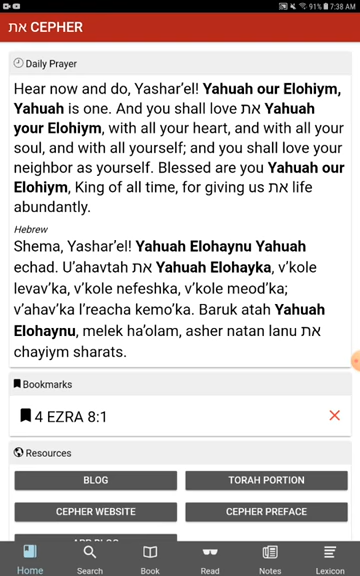 91% 7:38 AM
את CEPHER
Daily Prayer
Hear now and do, Yashar’el! Yahuah our Elohiym,
Yahuah is one. And you shall love את Yahuah
your Elohiym, with all your heart, and with all your
soul, and with all yourself; and you shall love your
neighbor as yourself. Blessed are you Yahuah our
Elohiym, King of all time, for giving us את life
abundantly.
Hebrew
Shema, Yashar’el! Yahuah Elohaynu Yahuah
echad. U’ahavtah את Yahuah Elohayka, v’kole
levav’ka, v’kole nefeshka, v’kole meod’ka;
v’ahav’ka l’reacha kemo’ka. Baruk atah Yahuah
Elohaynu, melek ha’olam, asher natan lanu את
chayiym sharats.
Bookmarks
4 EZRA 8:1
Resources
BLOG TORAH PORTION
CEPHER WEBSITE CEPHER PREFACE
Home Search Book Read Notes Lexicon